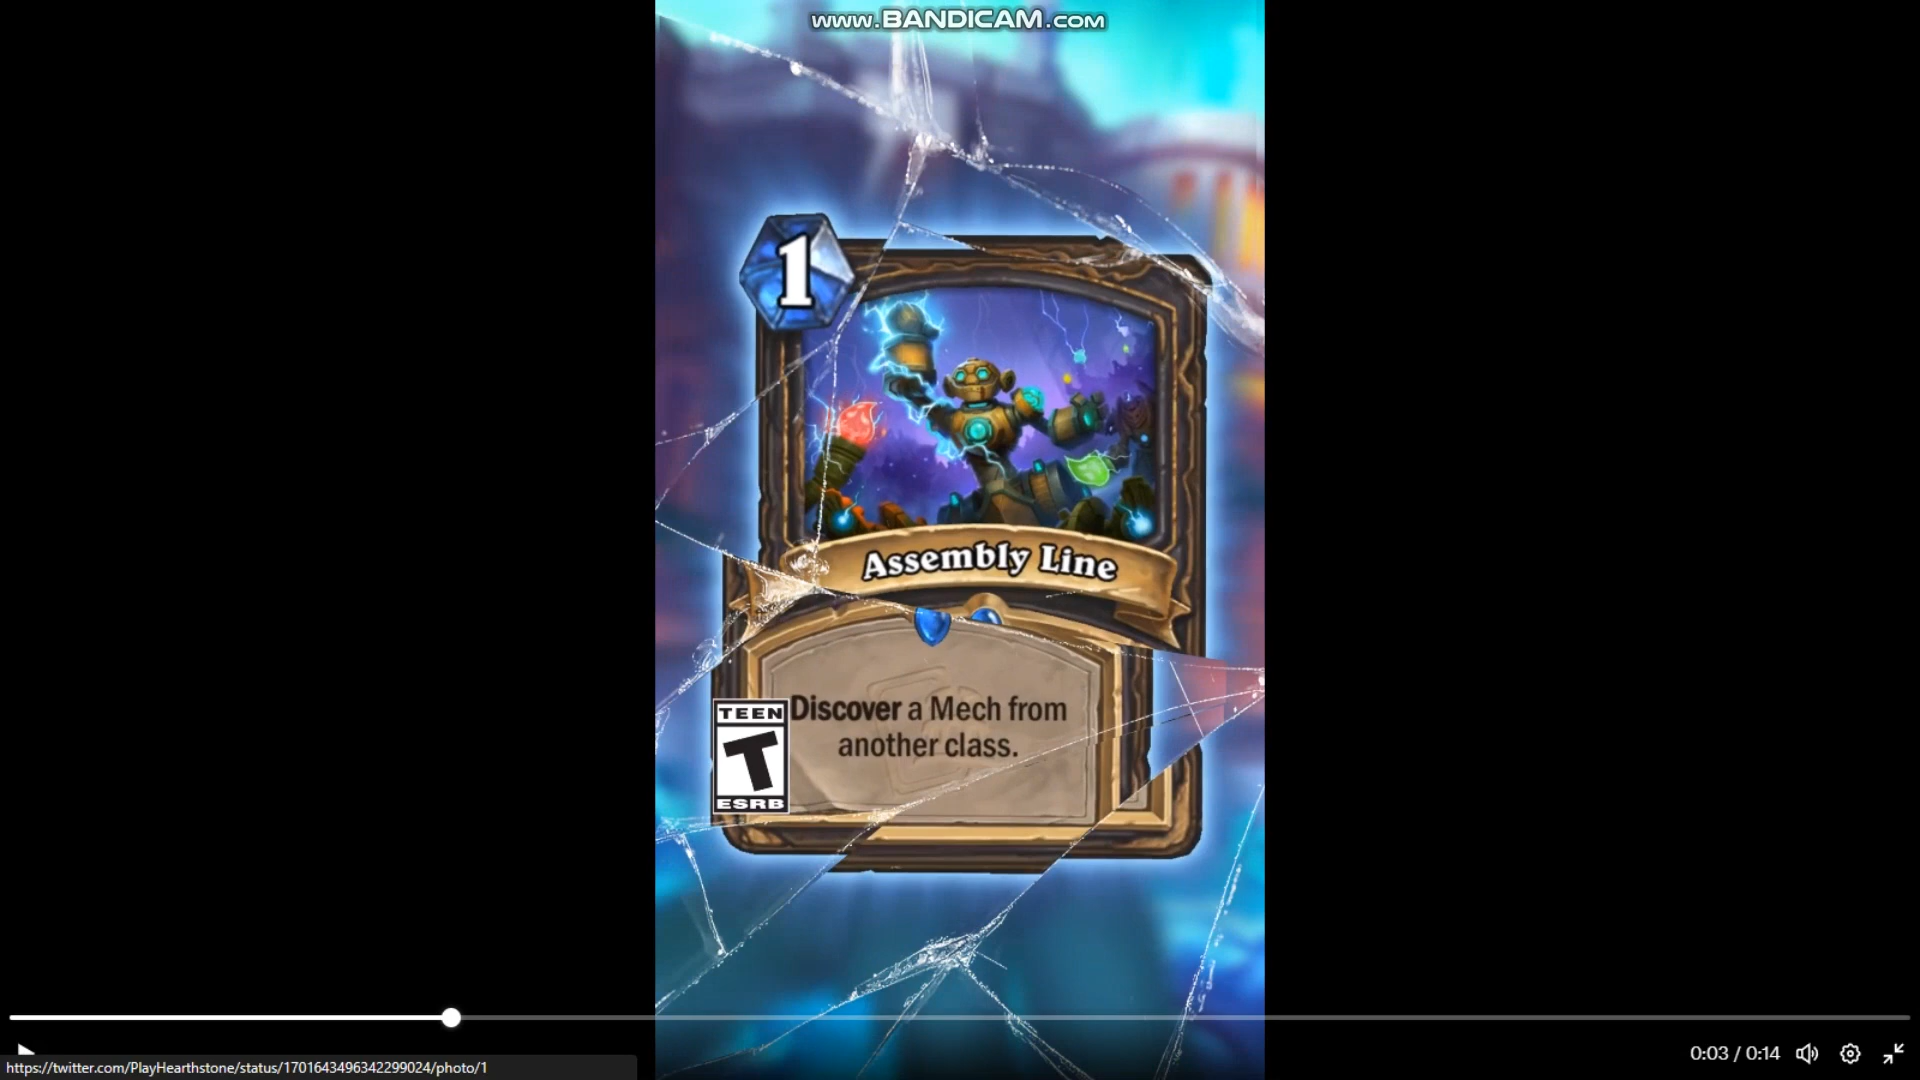 www.BANDICAM.com
1
Assembly Line
Discover a Mech from
another class.
TEEN
T
ESRB
0:03 / 0:14
https://twitter.com/PlayHearthstone/status/1701643496342299024/photo/1